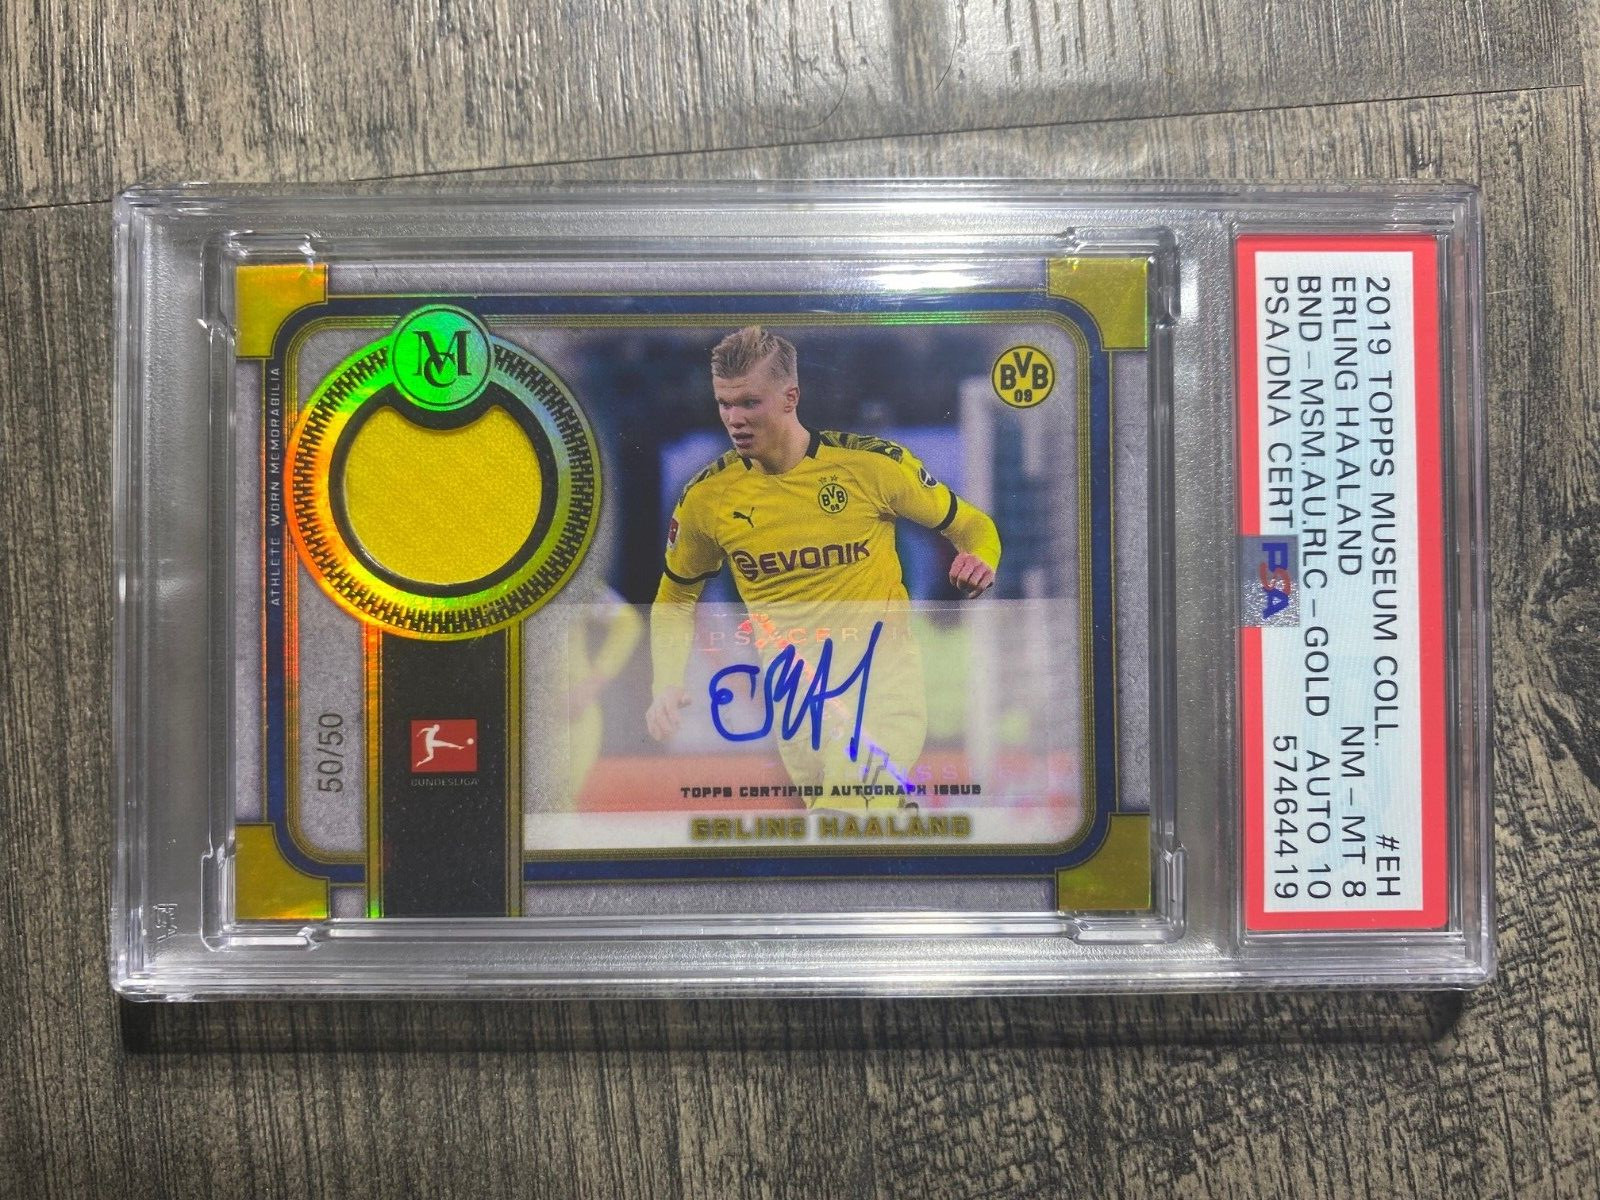 2019 TOPPS MUSEUM COLL. #EH
ERLING HAALAND NM-MT 8
BND-MSM.AU.RLC-GOLD AUTO 10
PSA/DNA CERT 57464419
PSA
MC
ATHLETE WORN MEMORABILIA
50/50
BUNDESLIGA
BVB
09
BVB
09
EVONIK
TOPPS CERTIFIED AUTOGRAPH ISSUE
ERLING HAALAND